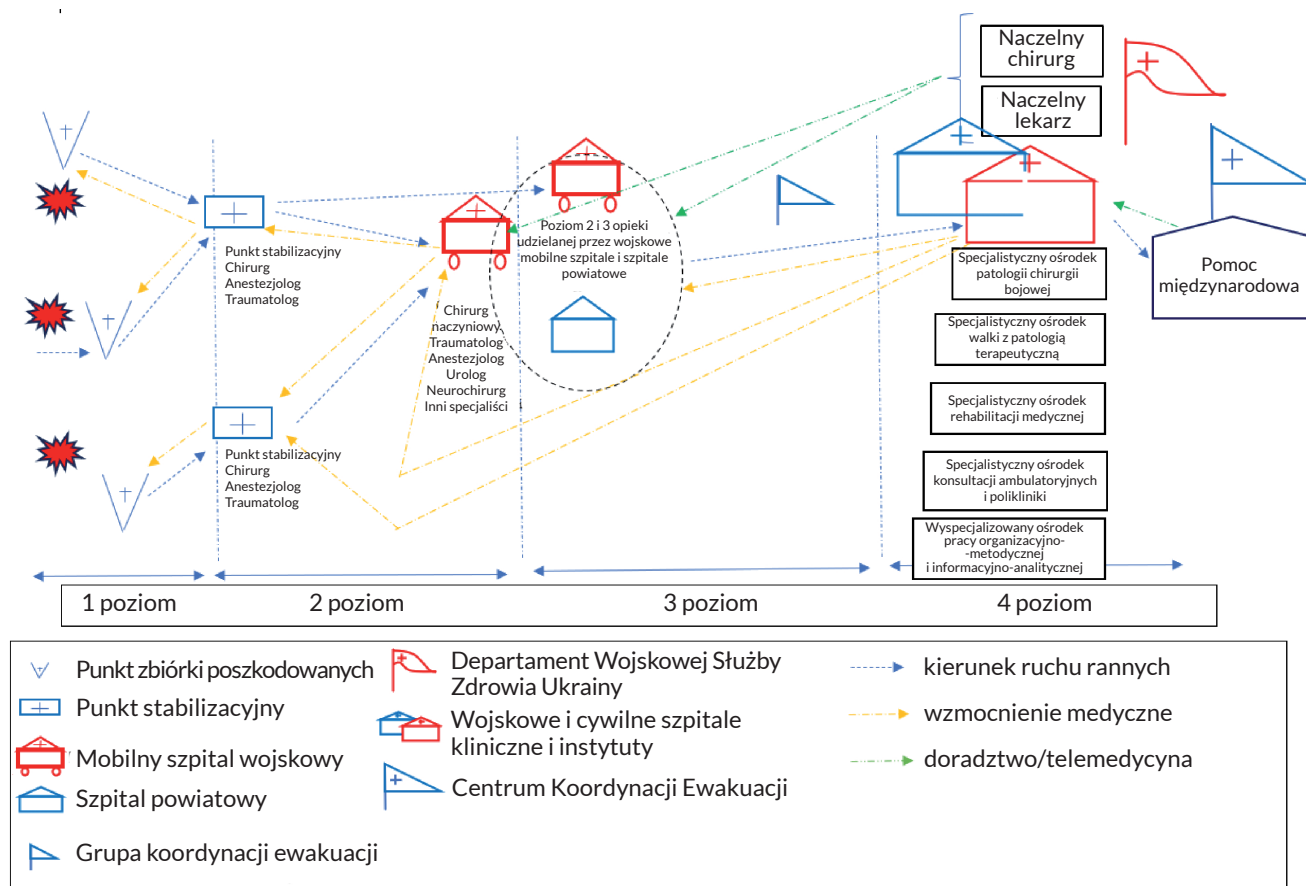 Naczelny
chirurg
Naczelny
lekarz
Punkt stabilizacyjny
Chirurg
Anestezjolog
Traumatolog
Poziom 2 i 3 opieki
udzielanej przez wojskowe
mobilne szpitale i szpitale
powiatowe
Chirurg
naczyniowy
Traumatolog
Anestezjolog
Urolog
Neurochirurg
Inni specjaliści
Punkt stabilizacyjny
Chirurg
Anestezjolog
Traumatolog
Specjalistyczny ośrodek
patologii chirurgii
bojowej
Specjalistyczny ośrodek
walki z patologią
terapeutyczną
Specjalistyczny ośrodek
rehabilitacji medycznej
Specjalistyczny ośrodek
konsultacji ambulatoryjnych
i polikliniki
Wyspecjalizowany ośrodek
pracy organizacyjno-
-metodycznej
i informacyjno-analitycznej
Pomoc
międzynarodowa
1 poziom
2 poziom
3 poziom
4 poziom
Punkt zbiórki poszkodowanych
Punkt stabilizacyjny
Mobilny szpital wojskowy
Szpital powiatowy
Grupa koordynacji ewakuacji
Departament Wojskowej Służby
Zdrowia Ukrainy
Wojskowe i cywilne szpitale
kliniczne i instytuty
Centrum Koordynacji Ewakuacji
kierunek ruchu rannych
wzmocnienie medyczne
doradztwo/telemedycyna